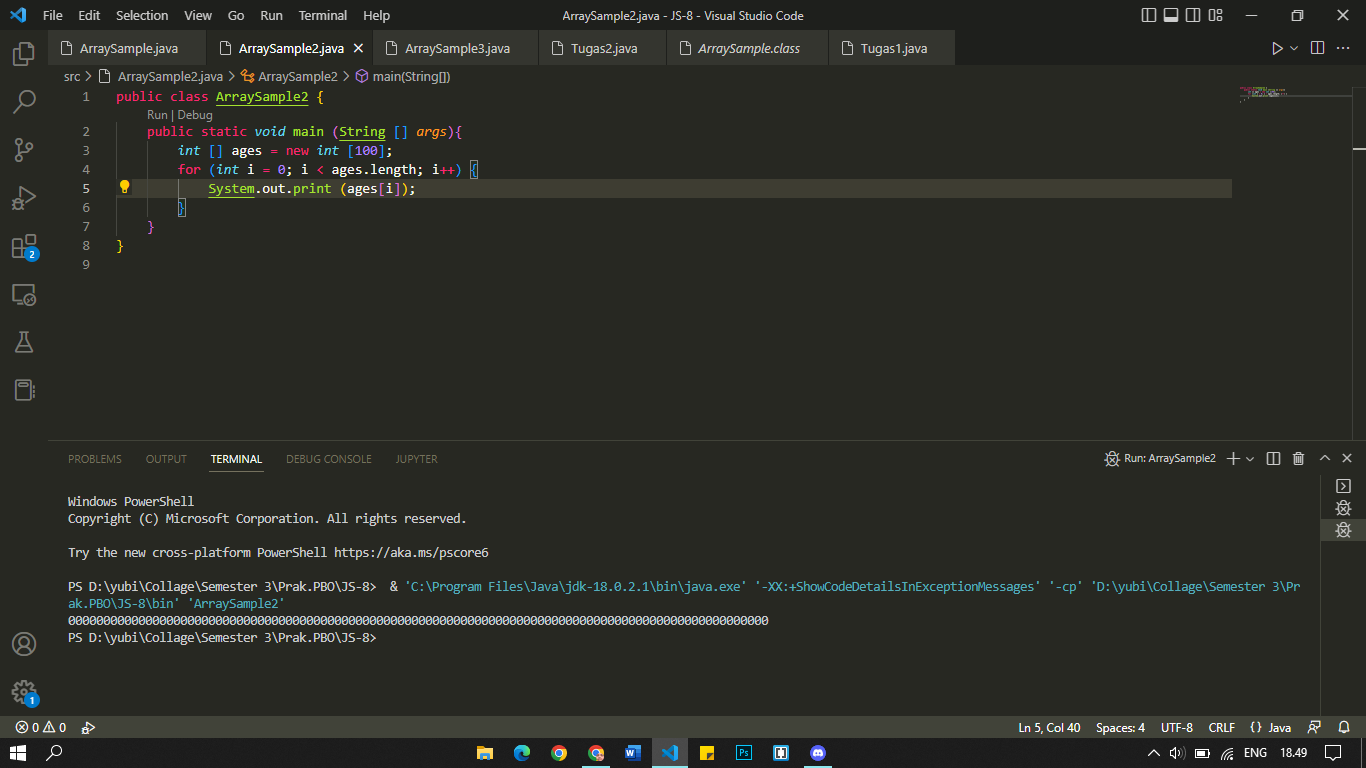 File Edit Selection View Go Run Terminal Help
ArraySample2.java - JS-8 - Visual Studio Code
ArraySample.java
ArraySample2.java
ArraySample3.java
Tugas2.java
ArraySample.class
Tugas1.java
src > ArraySample2.java > ArraySample2 > main(String[])
1 public class ArraySample2 {
Run | Debug
2 public static void main (String [] args){
3 int [] ages = new int [100];
4 for (int i = 0; i < ages.length; i++) {
5 System.out.print (ages[i]);
6 }
7 }
8 }
9
2
PROBLEMS OUTPUT TERMINAL DEBUG CONSOLE JUPYTER
Run: ArraySample2
Windows PowerShell
Copyright (C) Microsoft Corporation. All rights reserved.
Try the new cross-platform PowerShell https://aka.ms/pscore6
PS D:\yubi\Collage\Semester 3\Prak.PBO\JS-8> & 'C:\Program Files\Java\jdk-18.0.2.1\bin\java.exe' '-XX:+ShowCodeDetailsInExceptionMessages' '-cp' 'D:\yubi\Collage\Semester 3\Pr
ak.PBO\JS-8\bin' 'ArraySample2'
0000000000000000000000000000000000000000000000000000000000000000000000000000000000000000000000000000
PS D:\yubi\Collage\Semester 3\Prak.PBO\JS-8>
1
0 0
Ln 5, Col 40 Spaces: 4 UTF-8 CRLF {} Java
ENG 18.49